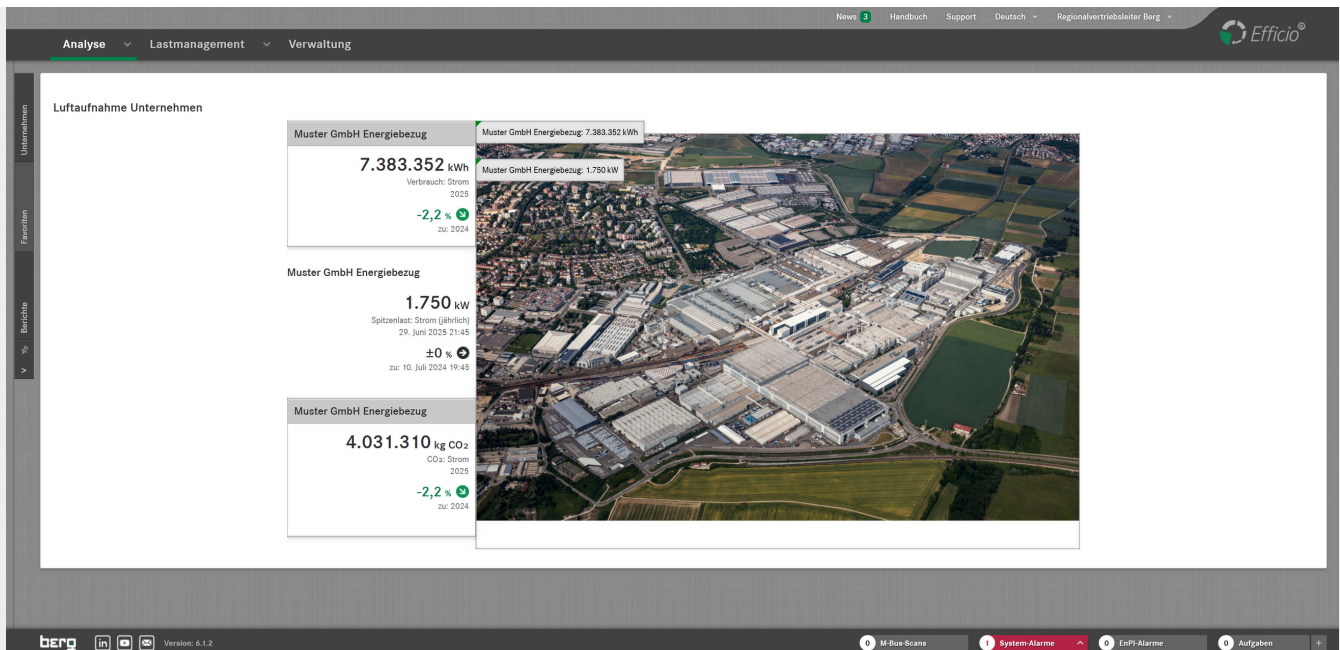 News 3 Handbuch Support Deutsch Regionalvertriebsleiter Berg
Efficio®
Analyse Lastmanagement Verwaltung
Unternehmen
Favoriten
Berichte
Luftaufnahme Unternehmen
Muster GmbH Energiebezug
7.383.352 kWh
Verbrauch: Strom
2025
-2,2 %
zu: 2024
Muster GmbH Energiebezug
1.750 kW
Spitzenlast: Strom (jährlich)
29. Juni 2025 21:45
±0 %
zu: 10. Juli 2024 19:45
Muster GmbH Energiebezug
4.031.310 kg CO₂
CO₂: Strom
2025
-2,2 %
zu: 2024
Muster GmbH Energiebezug: 7.383.352 kWh
Muster GmbH Energiebezug: 1.750 kW
berg in Version: 6.1.2
0 M-Bus-Scans 1 System-Alarme 0 EnPI-Alarme 0 Aufgaben +